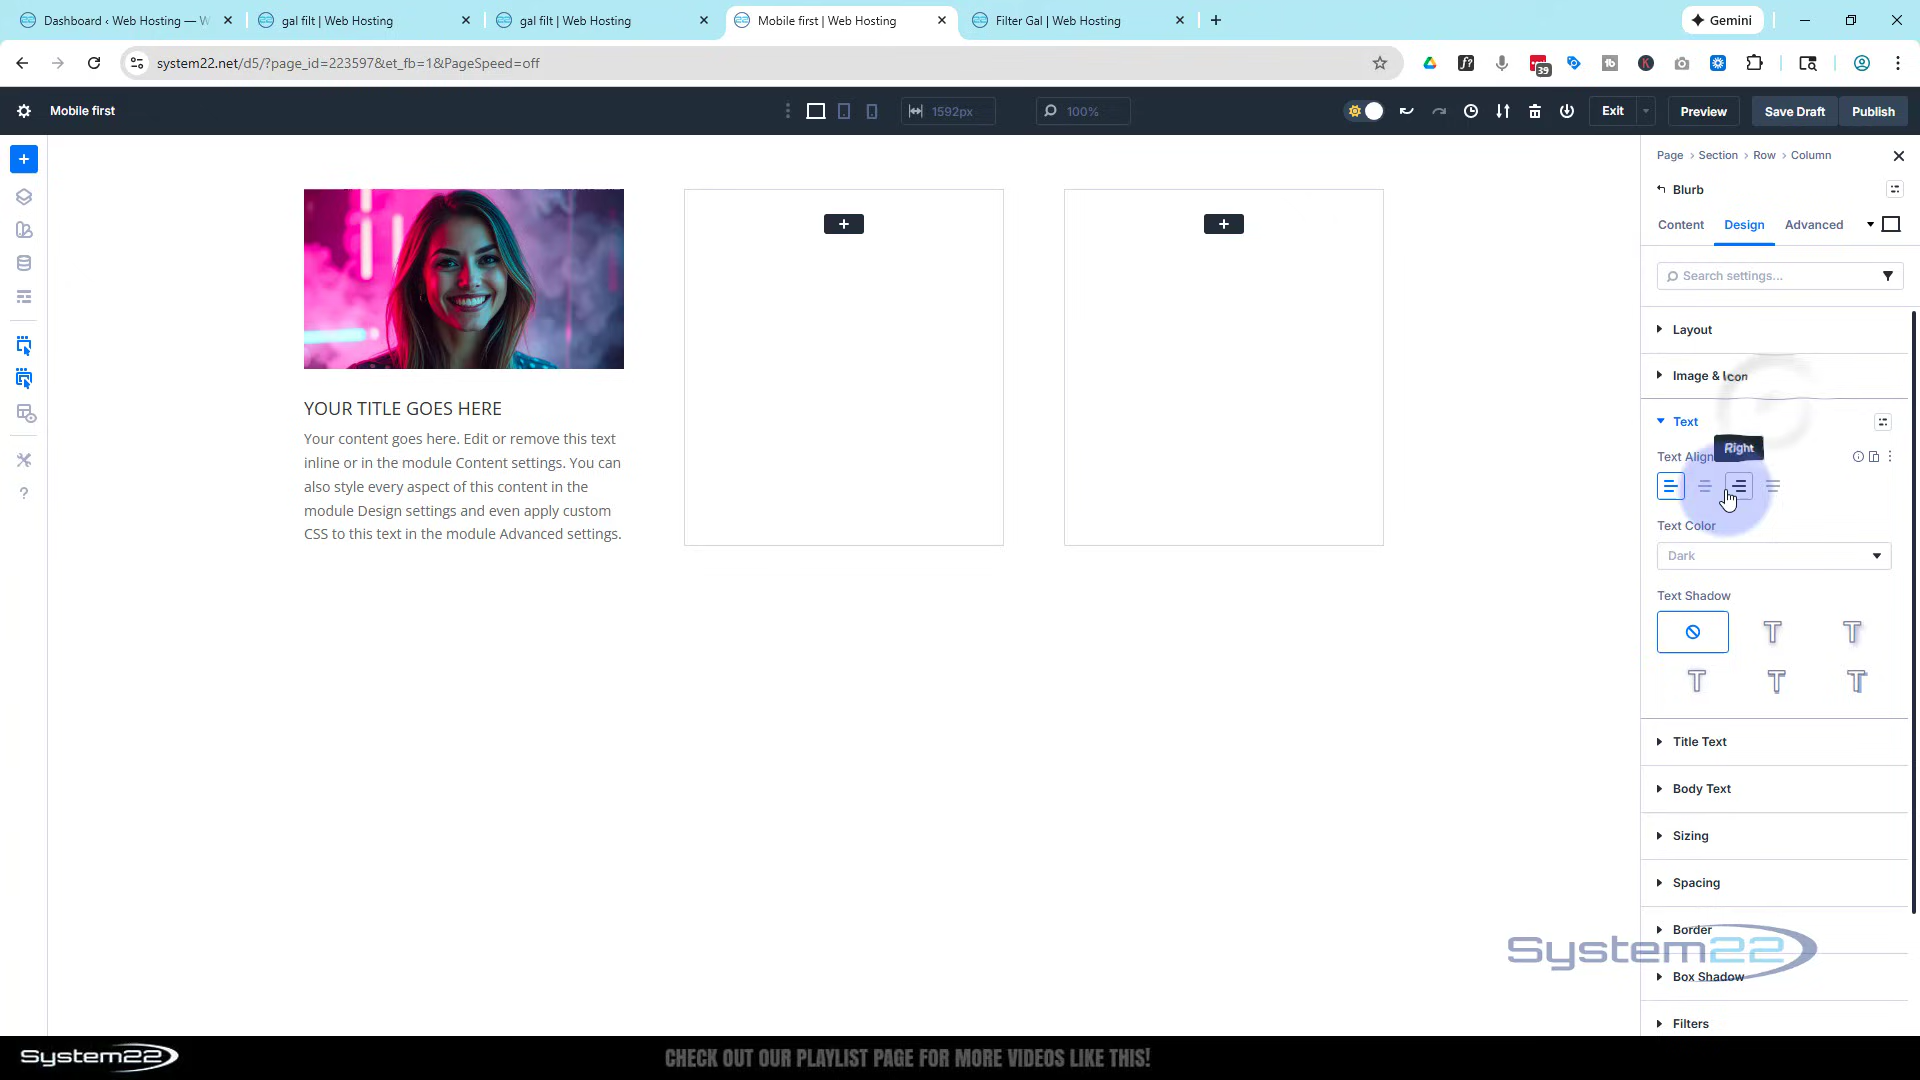 Dashboard ‹ Web Hosting — W
gal filt | Web Hosting
gal filt | Web Hosting
Mobile first | Web Hosting
Filter Gal | Web Hosting
Gemini
system22.net/d5/?page_id=223597&et_fb=1&PageSpeed=off
39
Mobile first
1592px
100%
Exit
Preview
Save Draft
Publish
Page > Section > Row > Column
Blurb
Content
Design
Advanced
Search settings...
Layout
Image & Icon
Text
Right
Text Align
Text Color
Dark
Text Shadow
Title Text
Body Text
Sizing
Spacing
Border
Box Shadow
Filters
YOUR TITLE GOES HERE
Your content goes here. Edit or remove this text
inline or in the module Content settings. You can
also style every aspect of this content in the
module Design settings and even apply custom
CSS to this text in the module Advanced settings.
System22
System22
CHECK OUT OUR PLAYLIST PAGE FOR MORE VIDEOS LIKE THIS!